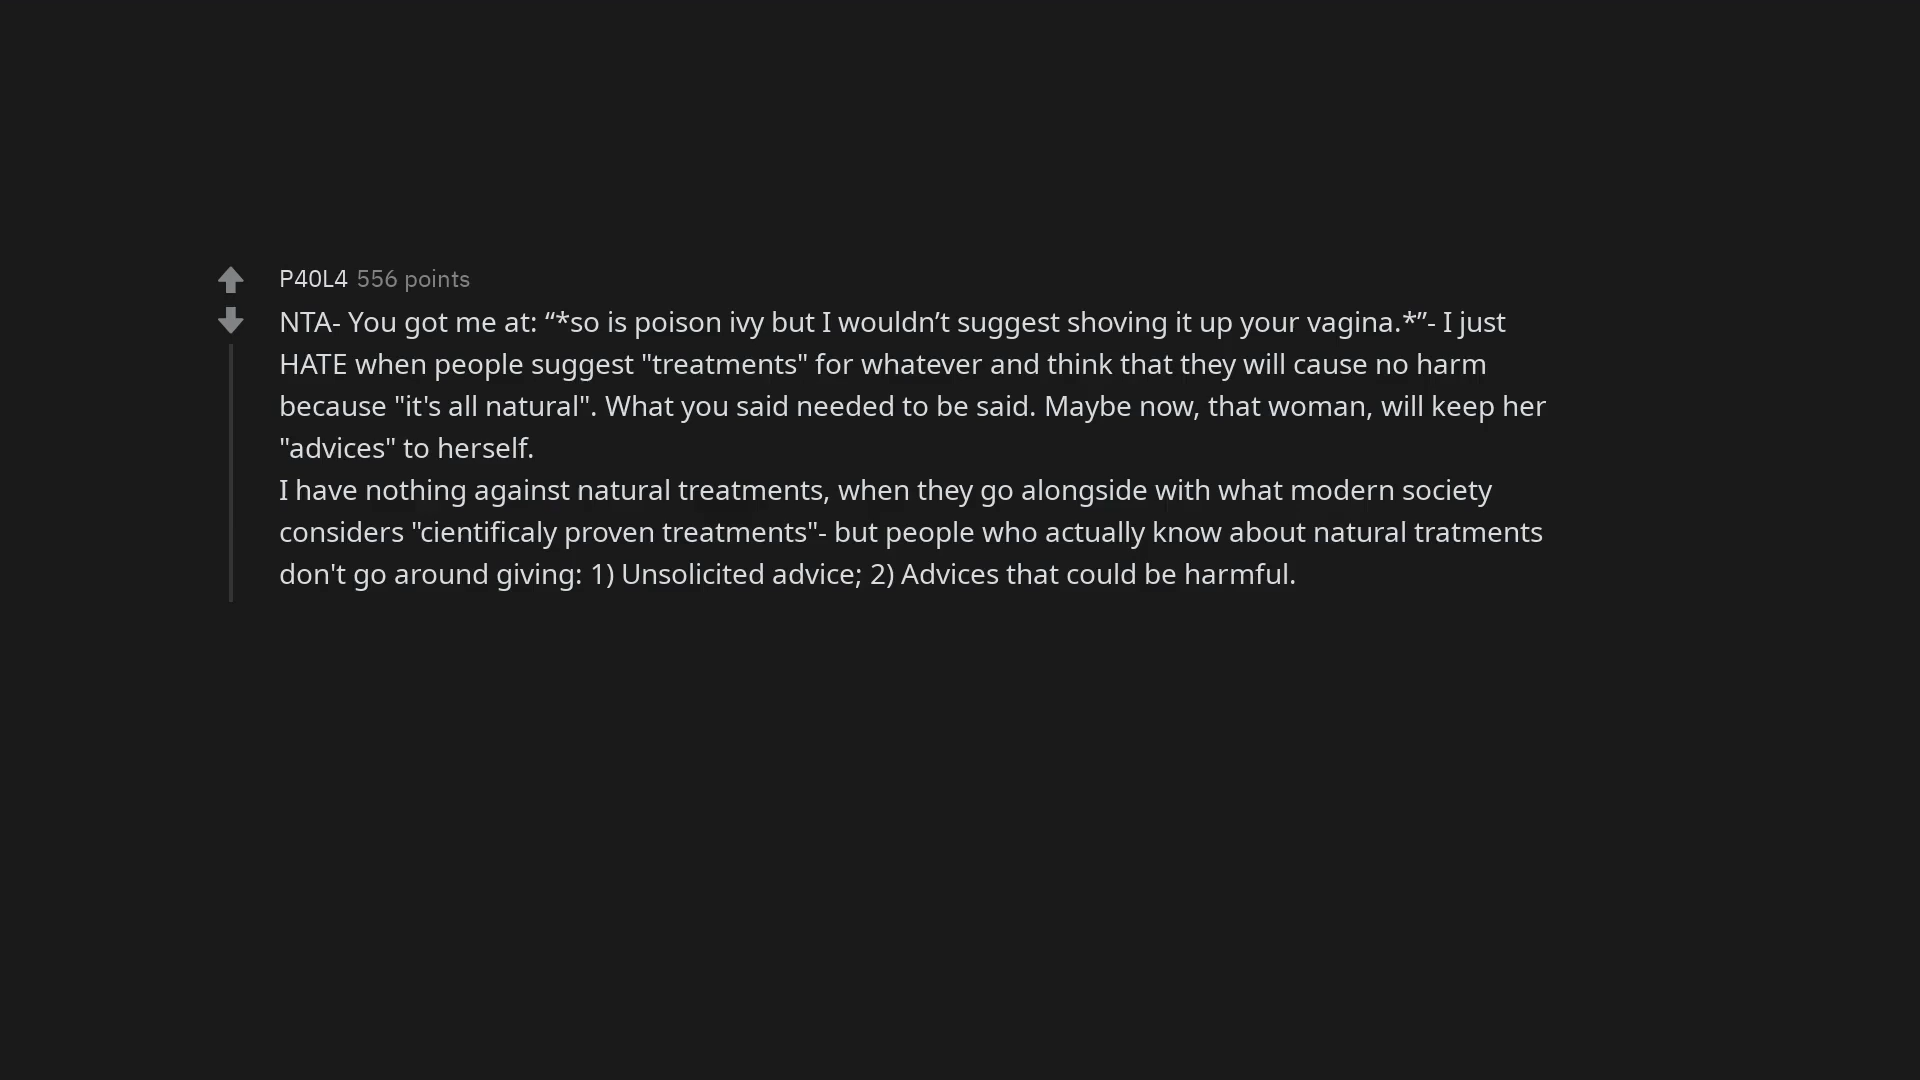 P40L4 556 points
NTA- You got me at: “*so is poison ivy but I wouldn’t suggest shoving it up your vagina.*”- I just
HATE when people suggest "treatments" for whatever and think that they will cause no harm
because "it's all natural". What you said needed to be said. Maybe now, that woman, will keep her
"advices" to herself.
I have nothing against natural treatments, when they go alongside with what modern society
considers "cientificaly proven treatments"- but people who actually know about natural tratments
don't go around giving: 1) Unsolicited advice; 2) Advices that could be harmful.